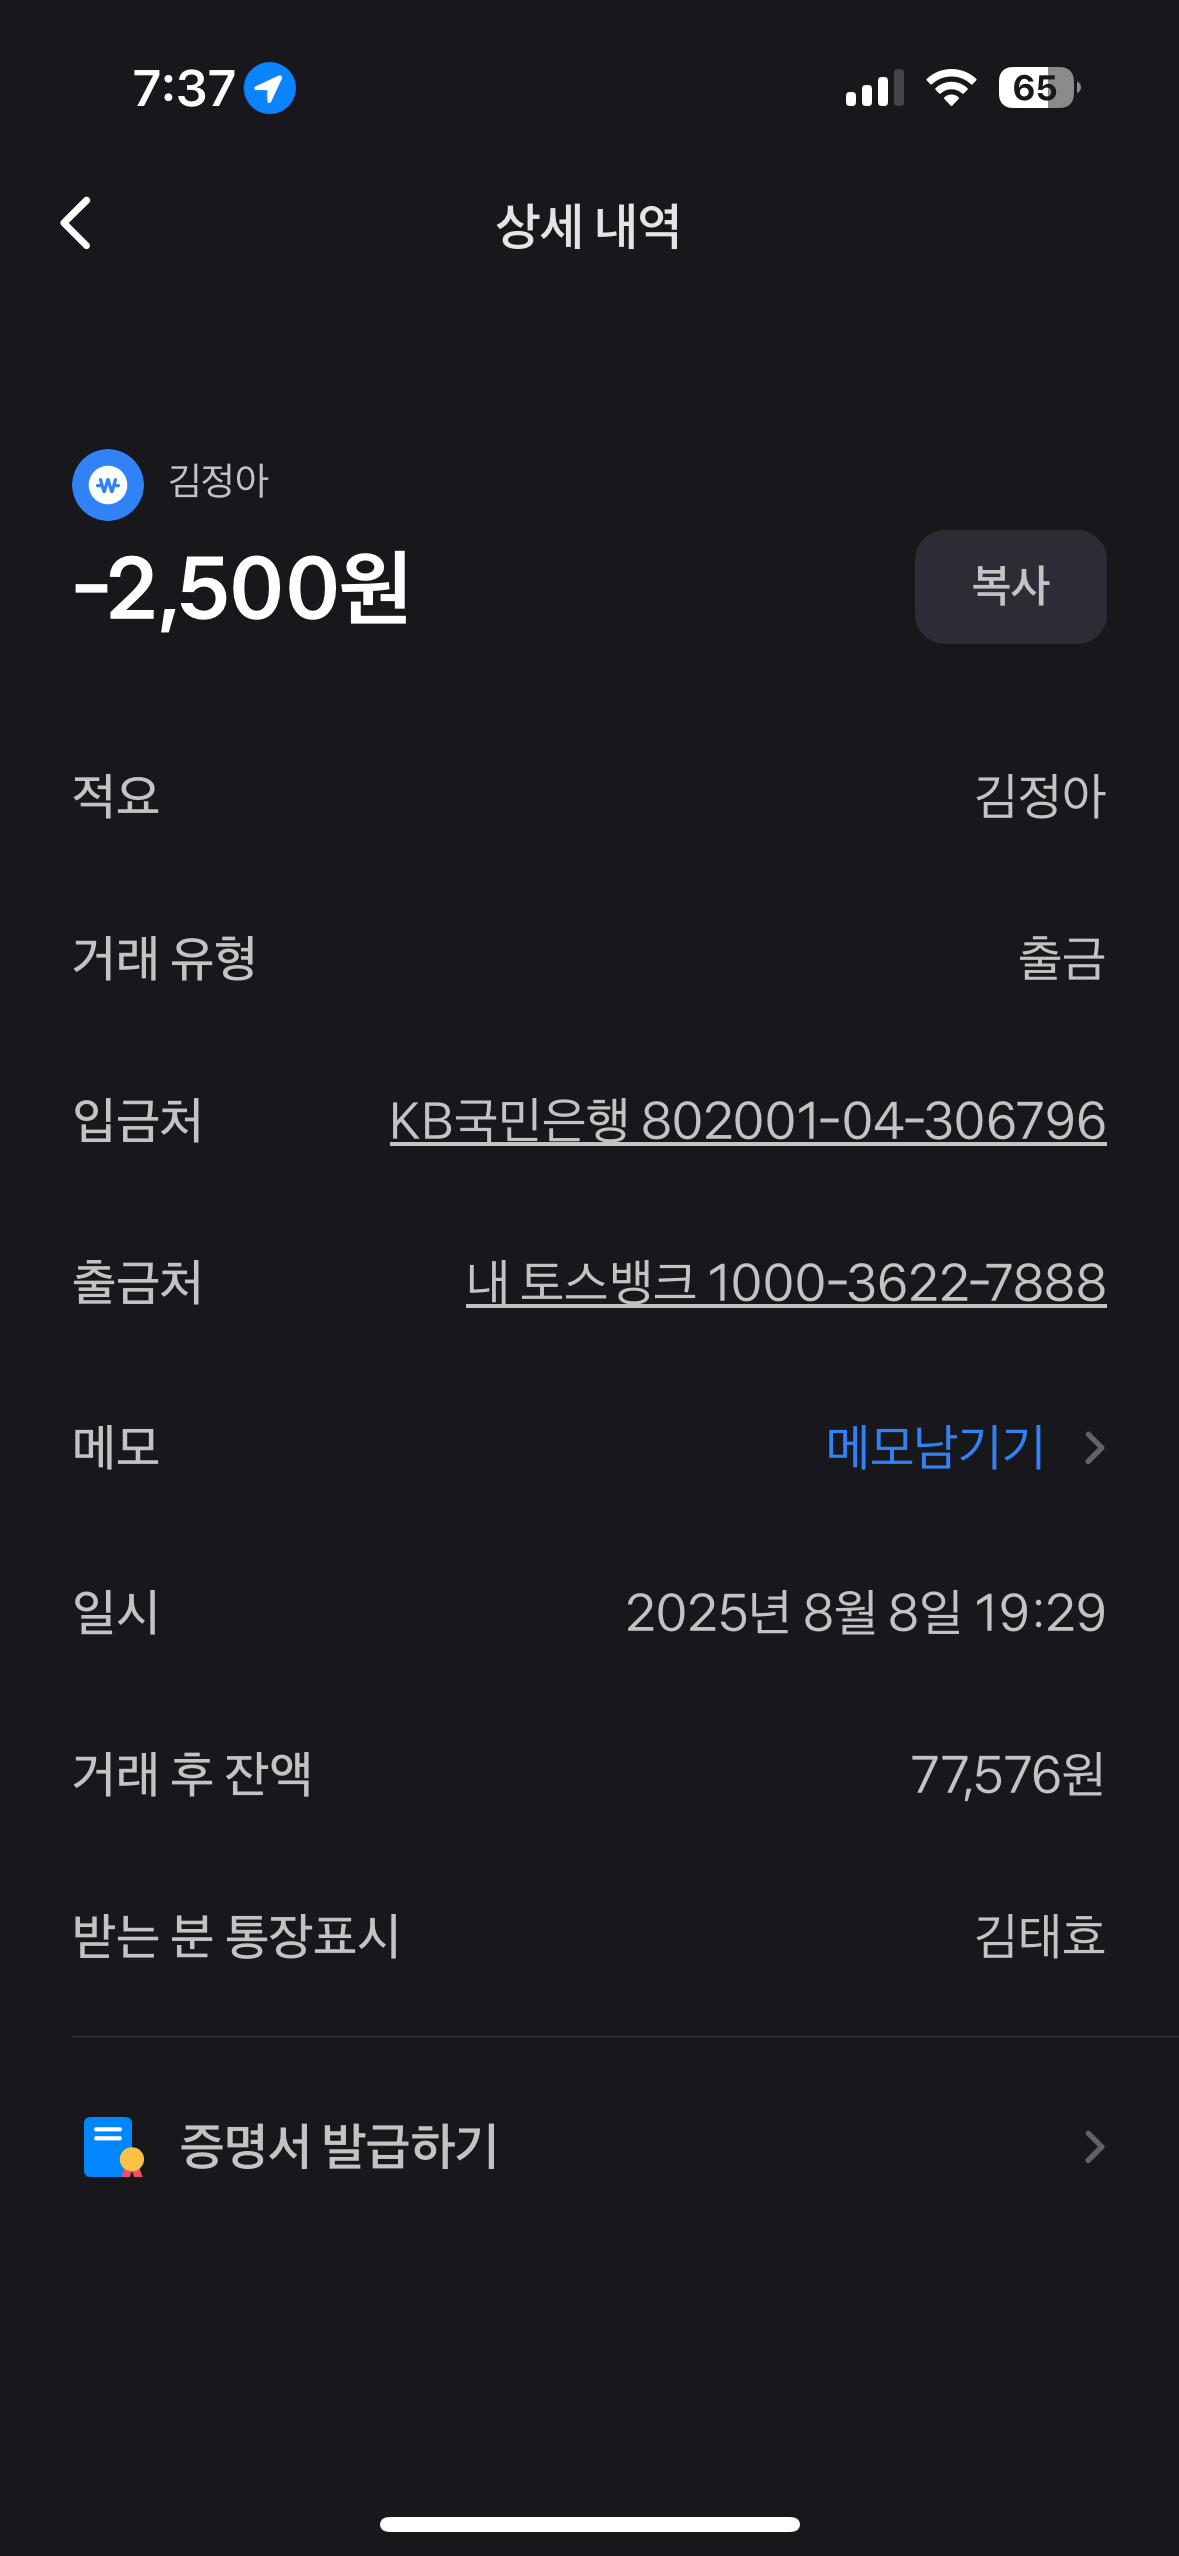 7:37
65
상세 내역
김정아
-2,500원
복사
적요 김정아
거래 유형 출금
입금처 KB국민은행 802001-04-306796
출금처 내 토스뱅크 1000-3622-7888
메모 메모남기기
일시 2025년 8월 8일 19:29
거래 후 잔액 77,576원
받는 분 통장표시 김태효
증명서 발급하기